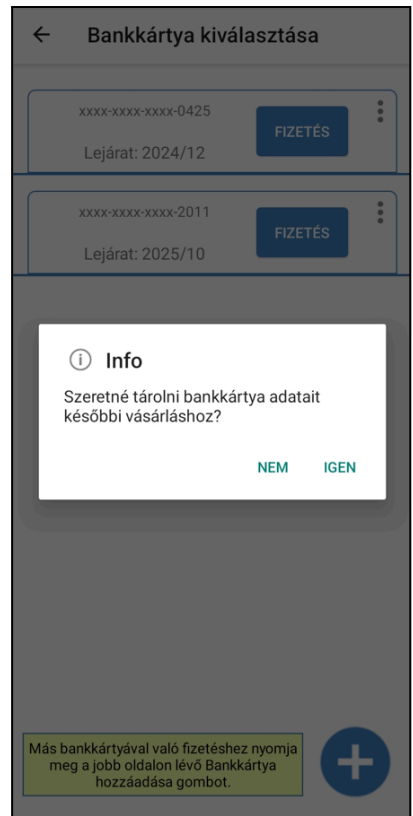 Bankkártya kiválasztása
xxxx-xxxx-xxxx-0425
FIZETÉS
Lejárat: 2024/12
xxxx-xxxx-xxxx-2011
FIZETÉS
Lejárat: 2025/10
Info
Szeretné tárolni bankkártya adatait
későbbi vásárláshoz?
NEM IGEN
Más bankkártyával való fizetéshez nyomja
meg a jobb oldalon lévő Bankkártya
hozzáadása gombot.